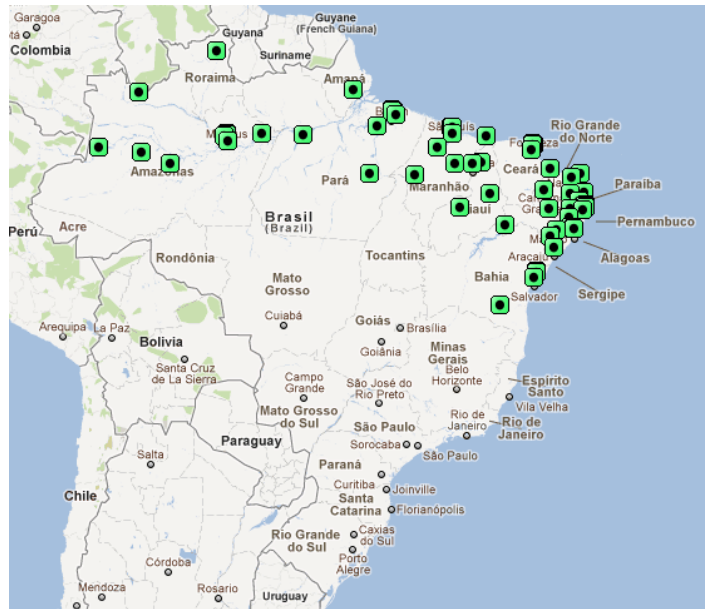 Garagoa
Colombia
Guyana
Suriname
Guyane
(French Guiana)
Roraima
Amapá
Amazonas
Pará
Maranhão
Ceará
Rio Grande
do Norte
Paraíba
Pernambuco
Alagoas
Sergipe
Aracaju
Salvador
Bahia
Acre
Perú
Rondônia
Brasil
(Brazil)
Tocantins
Mato
Grosso
Cuiabá
Goiás
Brasília
Goiânia
Minas
Gerais
Belo
Horizonte
Espírito
Santo
Vila Velha
Arequipa
La Paz
Bolivia
Santa Cruz
de La Sierra
Campo
Grande
Mato Grosso
do Sul
São José do
Rio Preto
Rio de
Janeiro
Rio de
Janeiro
São Paulo
Sorocaba
São Paulo
Paraguay
Paraná
Curitiba
Joinville
Santa
Catarina
Florianópolis
Salta
Chile
Rio Grande
do Sul
Caxias
do Sul
Porto
Alegre
Córdoba
Mendoza
Rosario
Uruguay